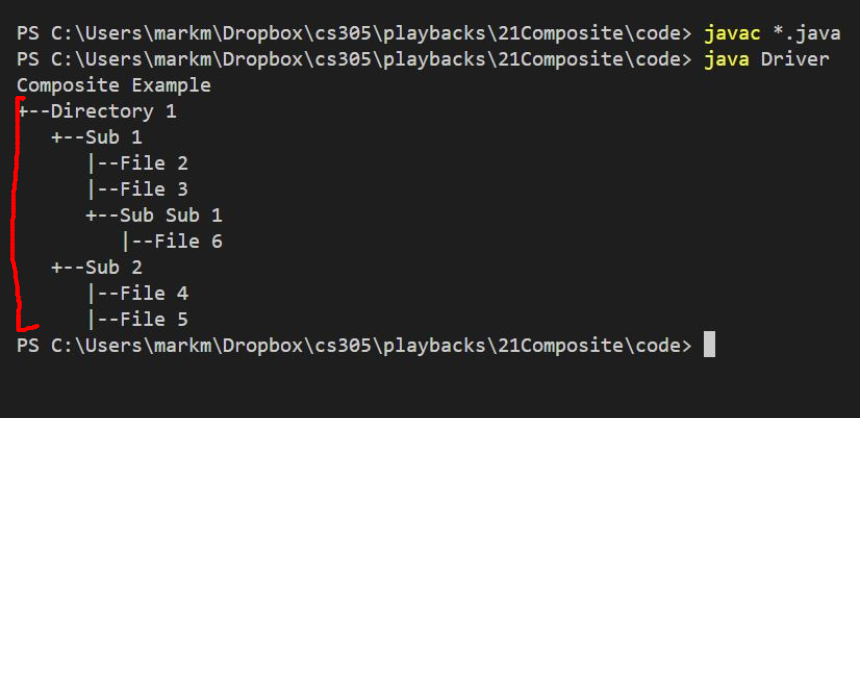 PS C:\Users\markm\Dropbox\cs305\playbacks\21Composite\code> javac *.java
PS C:\Users\markm\Dropbox\cs305\playbacks\21Composite\code> java Driver
Composite Example
+--Directory 1
   +--Sub 1
      |--File 2
      |--File 3
      +--Sub Sub 1
         |--File 6
   +--Sub 2
      |--File 4
      |--File 5
PS C:\Users\markm\Dropbox\cs305\playbacks\21Composite\code>